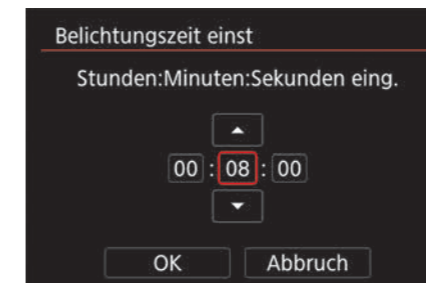 Belichtungszeit einst
Stunden:Minuten:Sekunden eing.
00 : 08 : 00
OK Abbruch